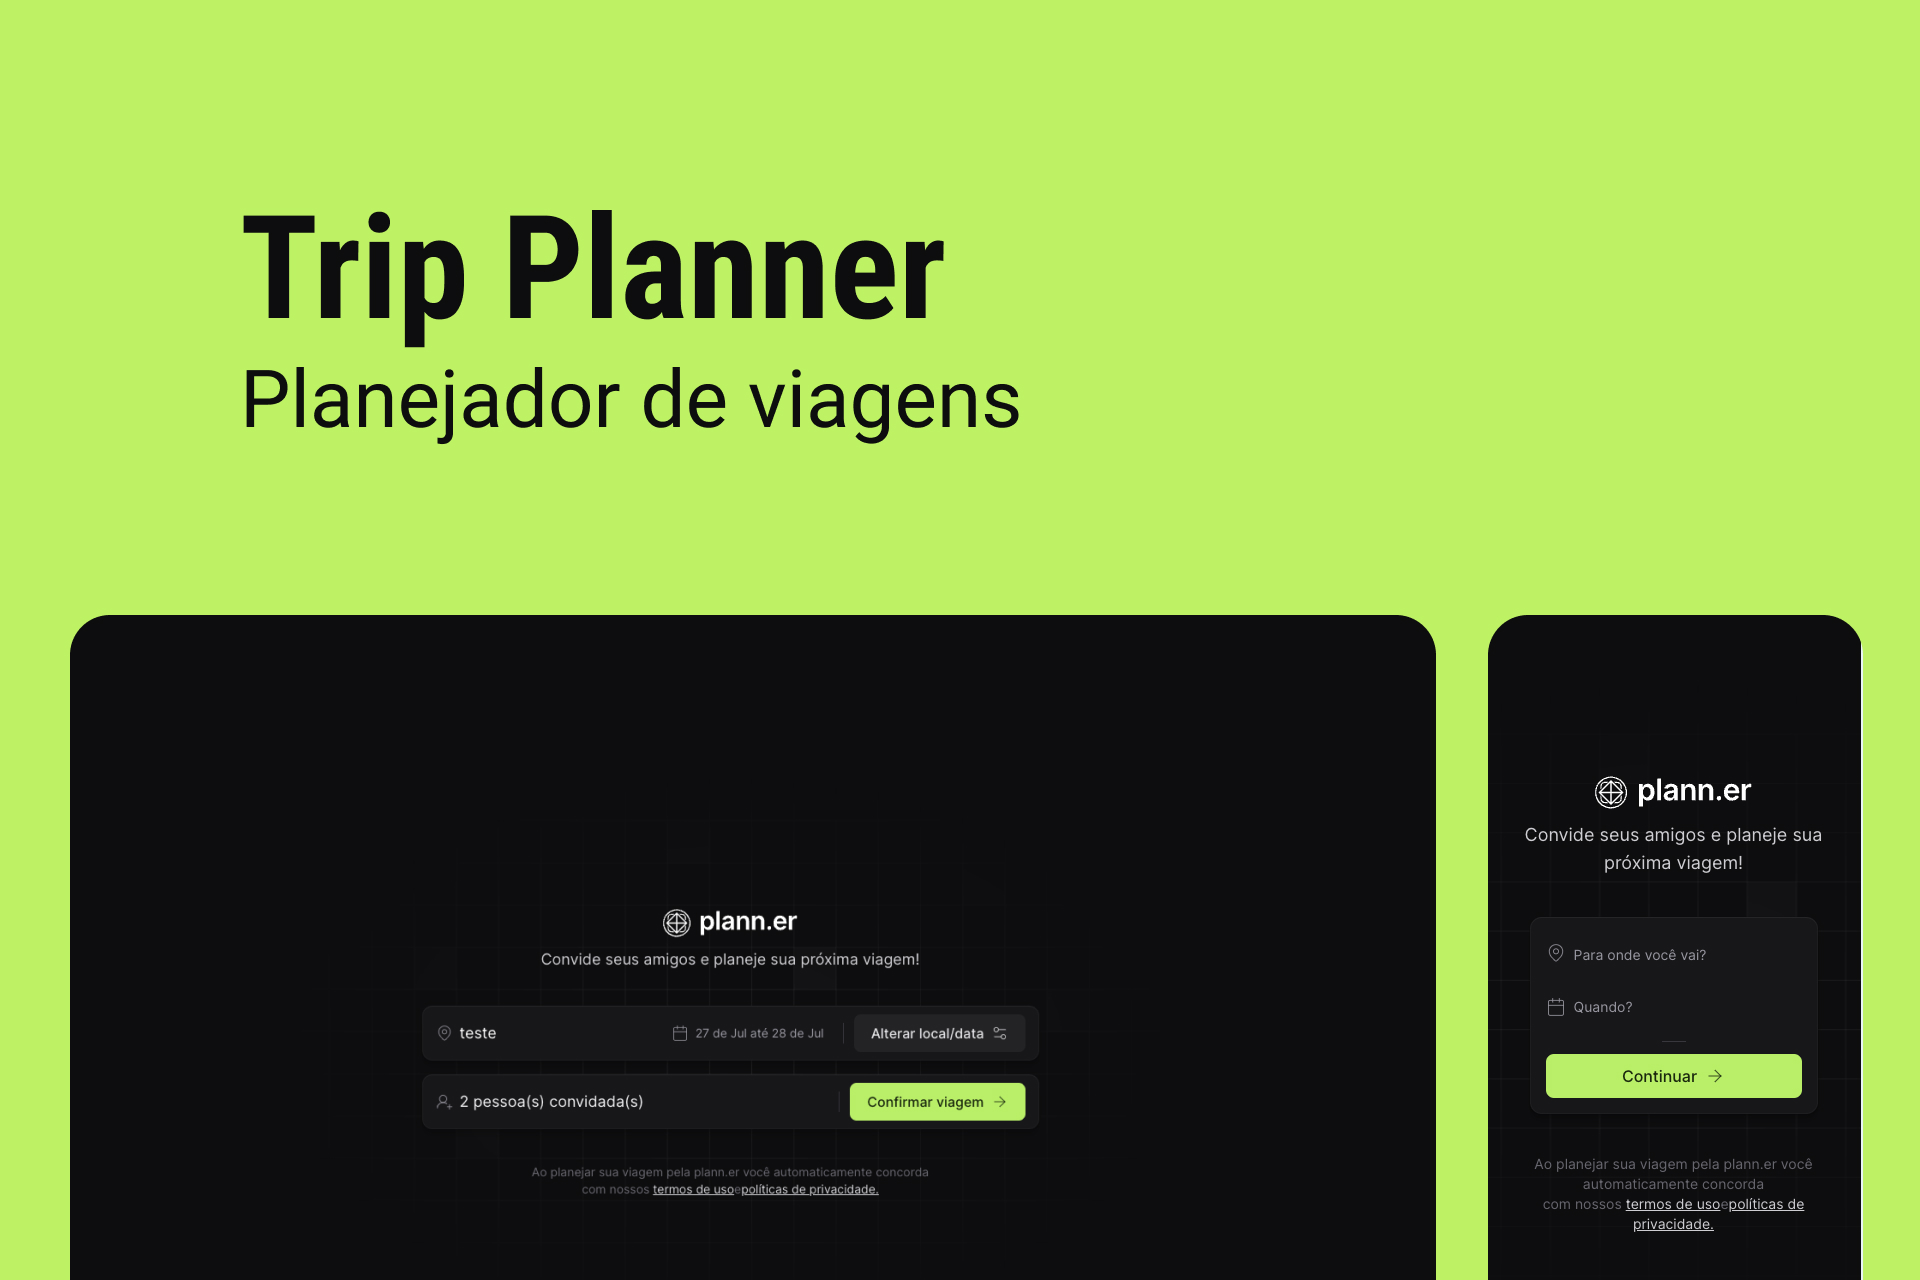 Trip Planner
Planejador de viagens
plann.er
Convide seus amigos e planeje sua próxima viagem!
teste
27 de Jul até 28 de Jul
Alterar local/data
2 pessoa(s) convidada(s)
Confirmar viagem
Ao planejar sua viagem pela plann.er você automaticamente concorda
com nossos termos de usoepolíticas de privacidade.
plann.er
Convide seus amigos e planeje sua
próxima viagem!
Para onde você vai?
Quando?
Continuar
Ao planejar sua viagem pela plann.er você
automaticamente concorda
com nossos termos de usoepolíticas de
privacidade.